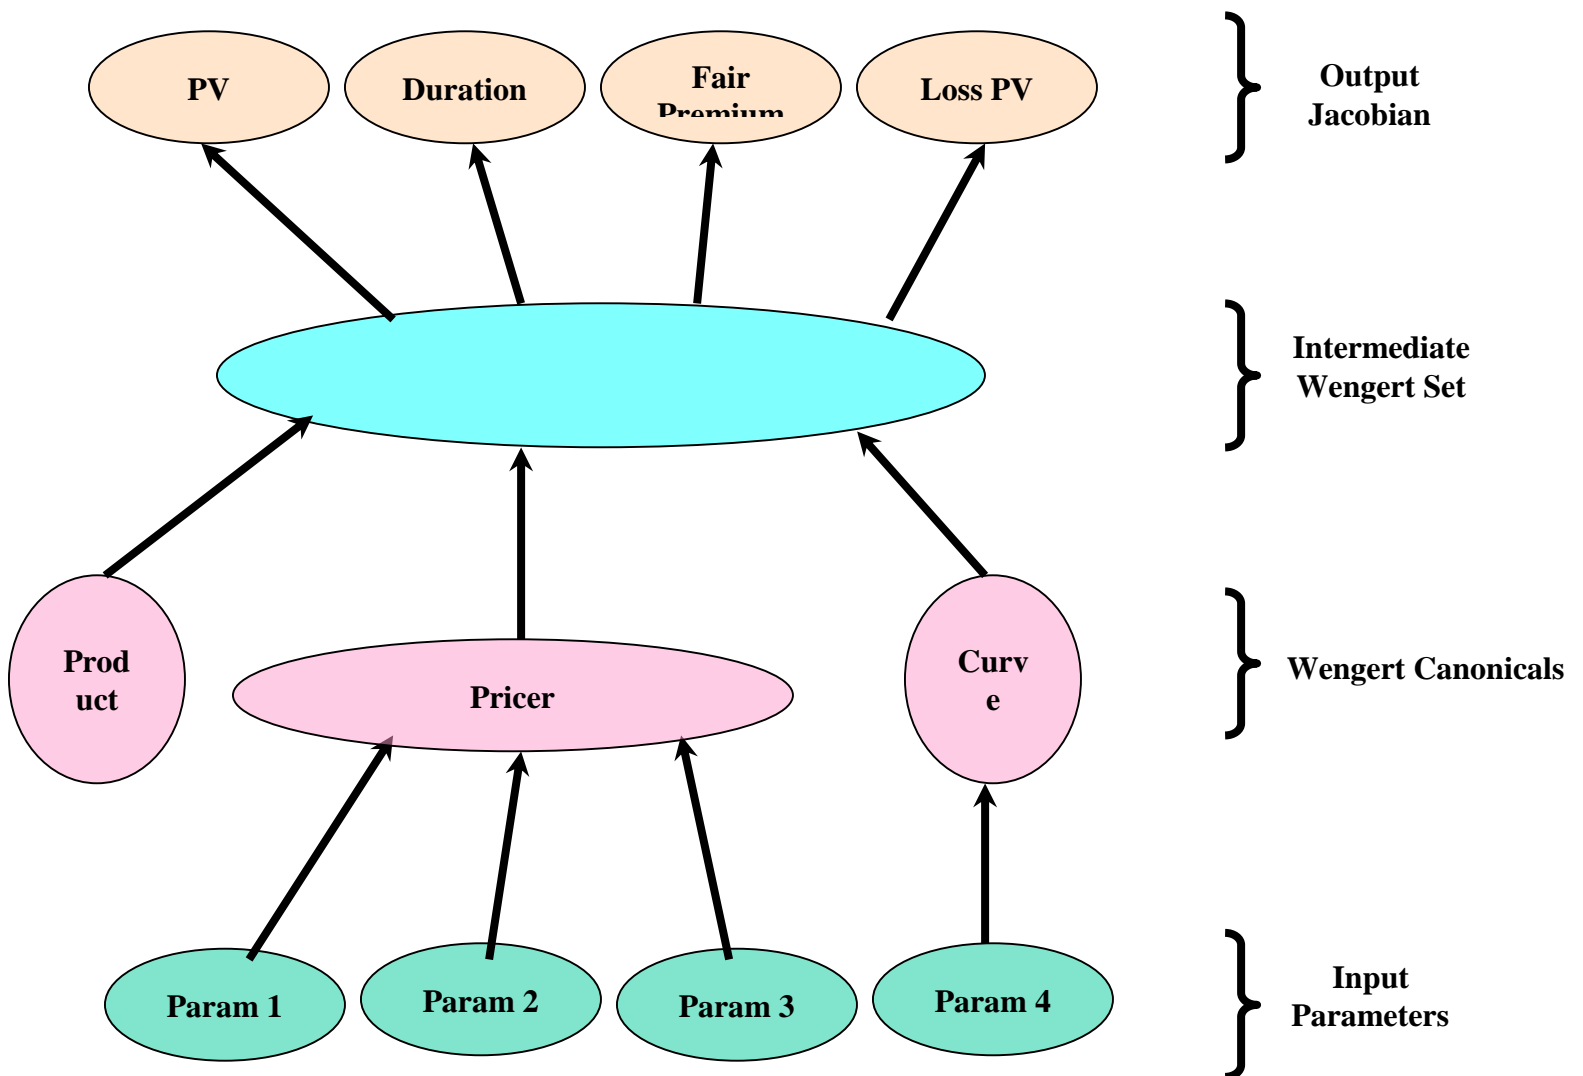 PV
Duration
Fair
Premium
Loss PV
Output
Jacobian
Intermediate
Wengert Set
Prod
uct
Pricer
Curv
e
Wengert Canonicals
Param 1
Param 2
Param 3
Param 4
Input
Parameters